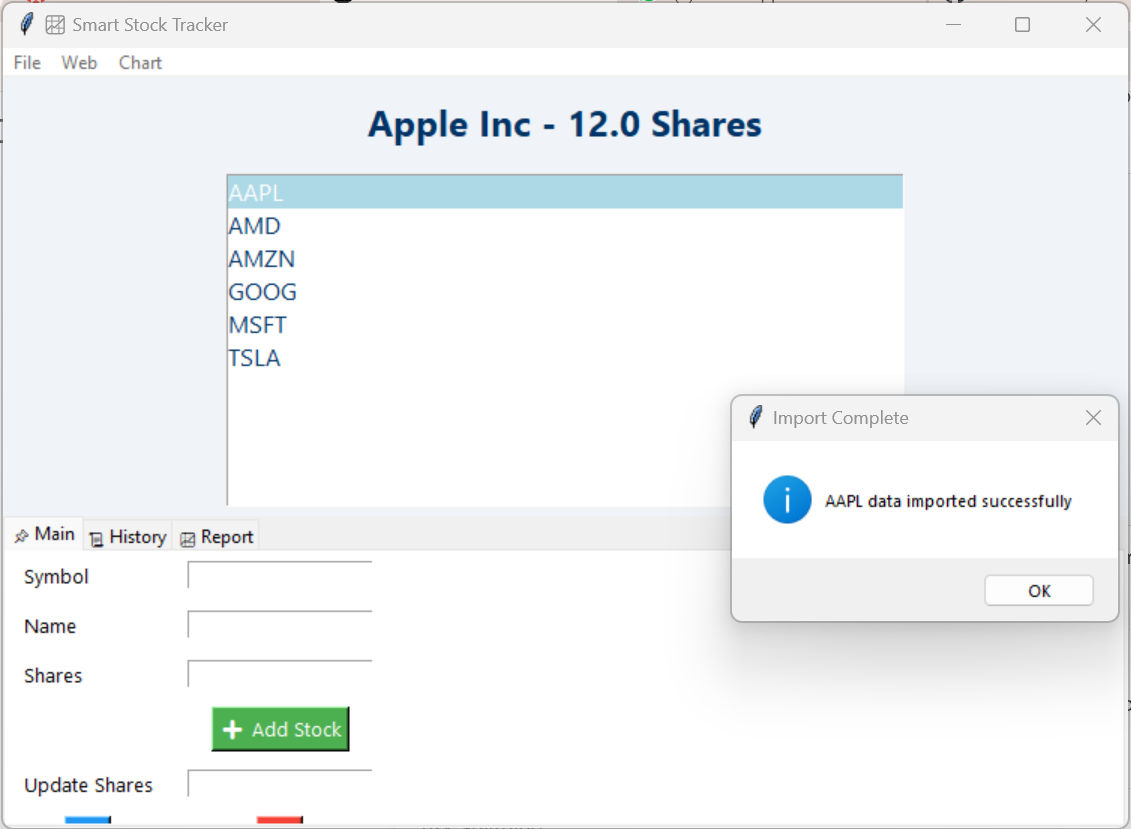 Smart Stock Tracker
File Web Chart
Apple Inc - 12.0 Shares
AAPL
AMD
AMZN
GOOG
MSFT
TSLA
Import Complete
AAPL data imported successfully
OK
Main History Report
Symbol
Name
Shares
Add Stock
Update Shares